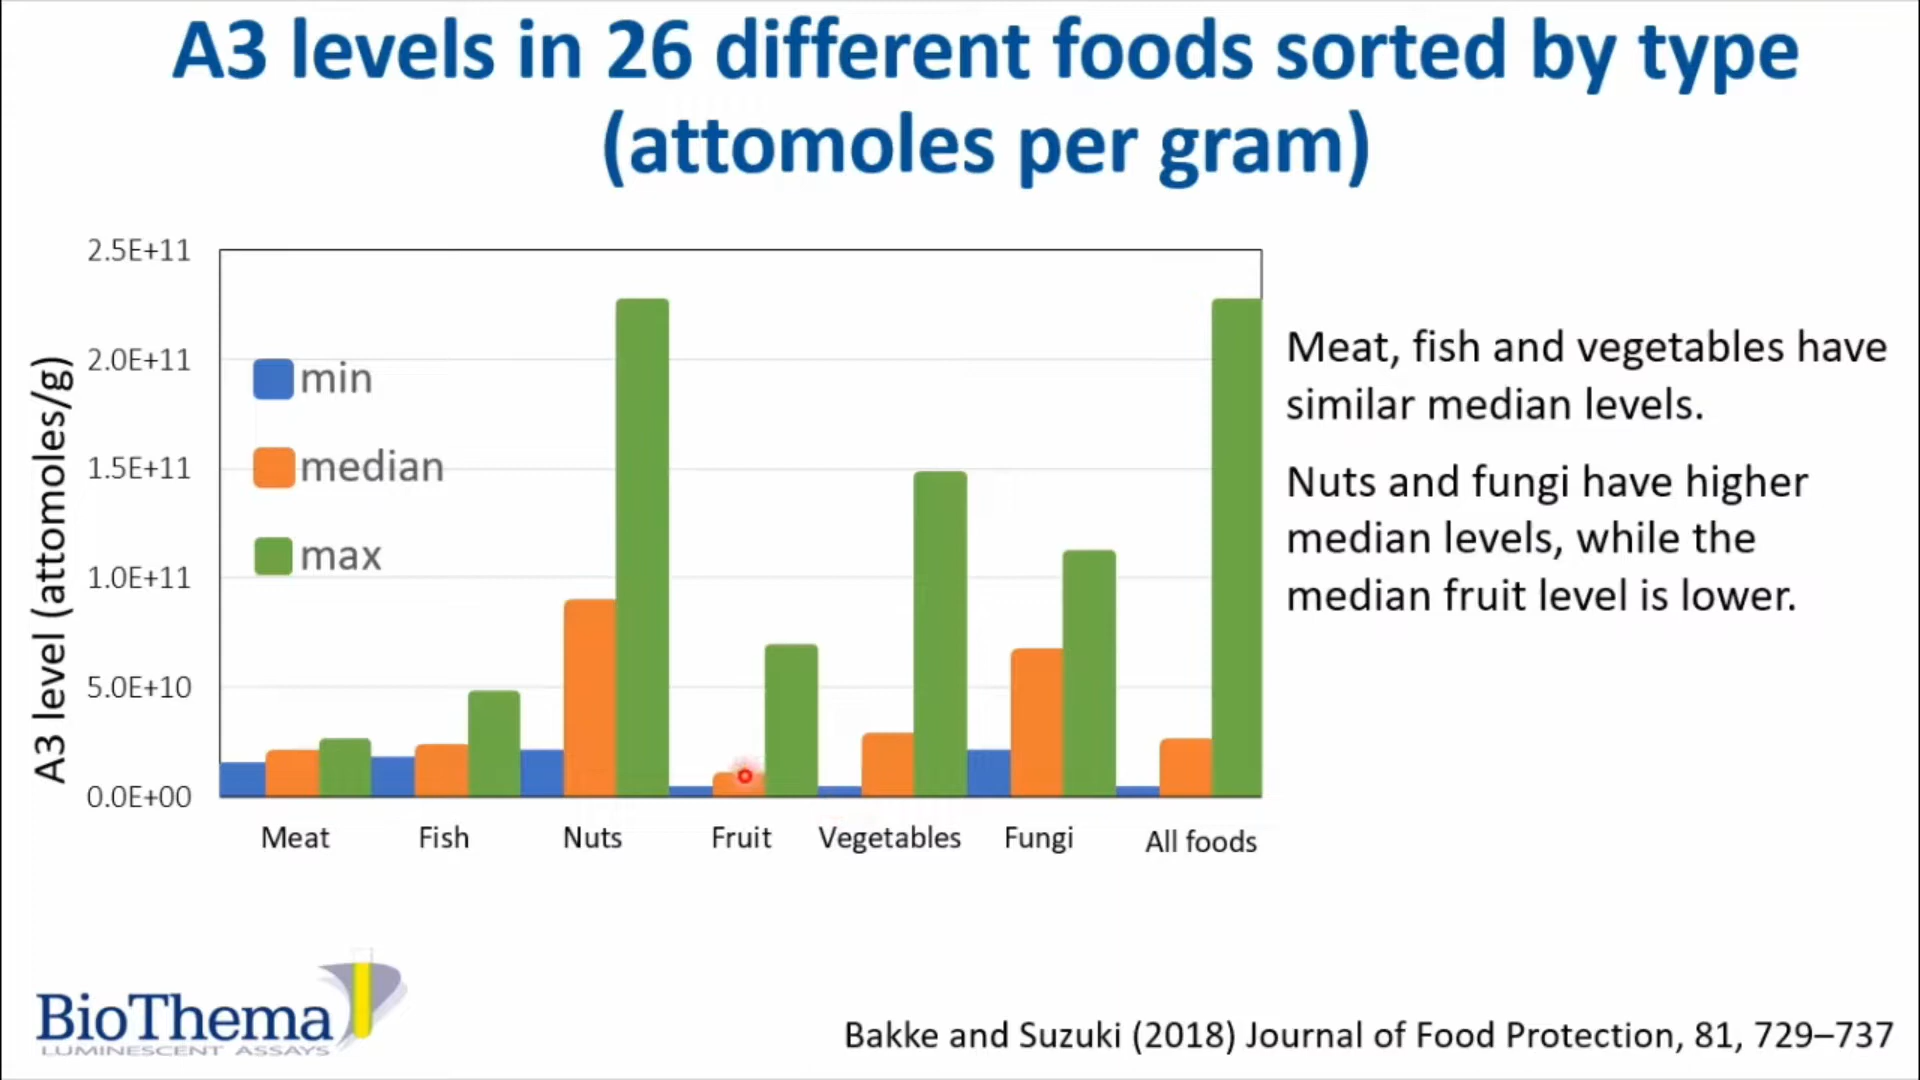 A3 levels in 26 different foods sorted by type
(attomoles per gram)
A3 level (attomoles/g)
2.5E+11
2.0E+11
1.5E+11
1.0E+11
5.0E+10
0.0E+00
min
median
max
Meat
Fish
Nuts
Fruit
Vegetables
Fungi
All foods
Meat, fish and vegetables have
similar median levels.
Nuts and fungi have higher
median levels, while the
median fruit level is lower.
BioThema
LUMINESCENT ASSAYS
Bakke and Suzuki (2018) Journal of Food Protection, 81, 729–737